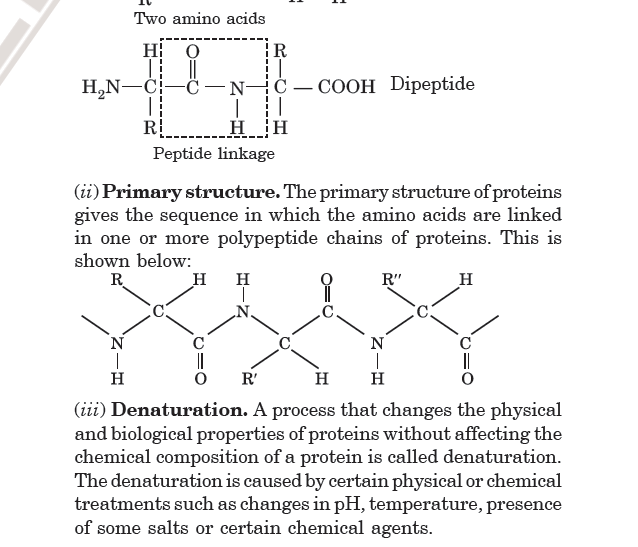 Two amino acids
H O R
H₂N—C—C—N—C—COOH Dipeptide
R H H
Peptide linkage
(ii) Primary structure. The primary structure of proteins
gives the sequence in which the amino acids are linked
in one or more polypeptide chains of proteins. This is
shown below:
R H H O R″ H
C N C C
N C C N C
H O R′ H H O
(iii) Denaturation. A process that changes the physical
and biological properties of proteins without affecting the
chemical composition of a protein is called denaturation.
The denaturation is caused by certain physical or chemical
treatments such as changes in pH, temperature, presence
of some salts or certain chemical agents.